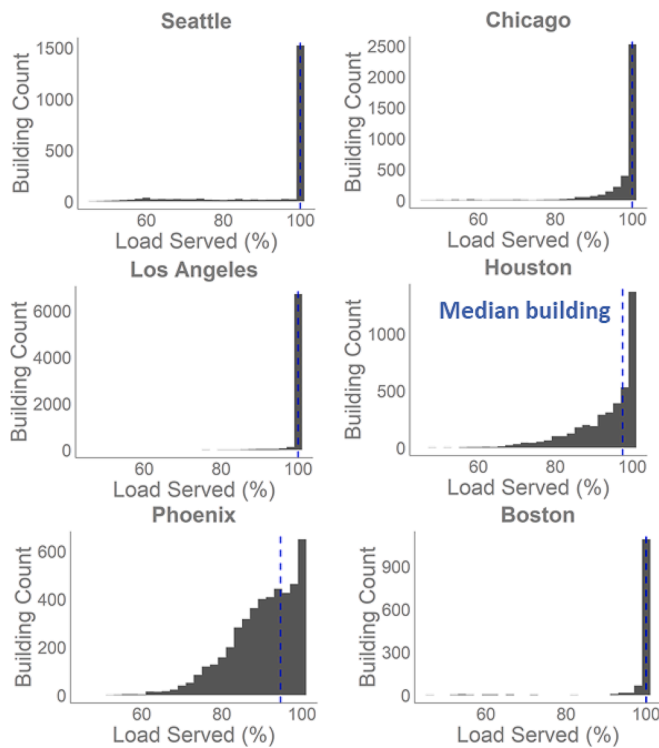 Seattle
Building Count
1500
1000
500
0
60 80 100
Load Served (%)
Chicago
Building Count
2500
2000
1500
1000
500
0
60 80 100
Load Served (%)
Los Angeles
Building Count
6000
4000
2000
0
60 80 100
Load Served (%)
Houston
Median building
Building Count
1000
500
0
60 80 100
Load Served (%)
Phoenix
Building Count
600
400
200
0
60 80 100
Load Served (%)
Boston
Building Count
900
600
300
0
60 80 100
Load Served (%)